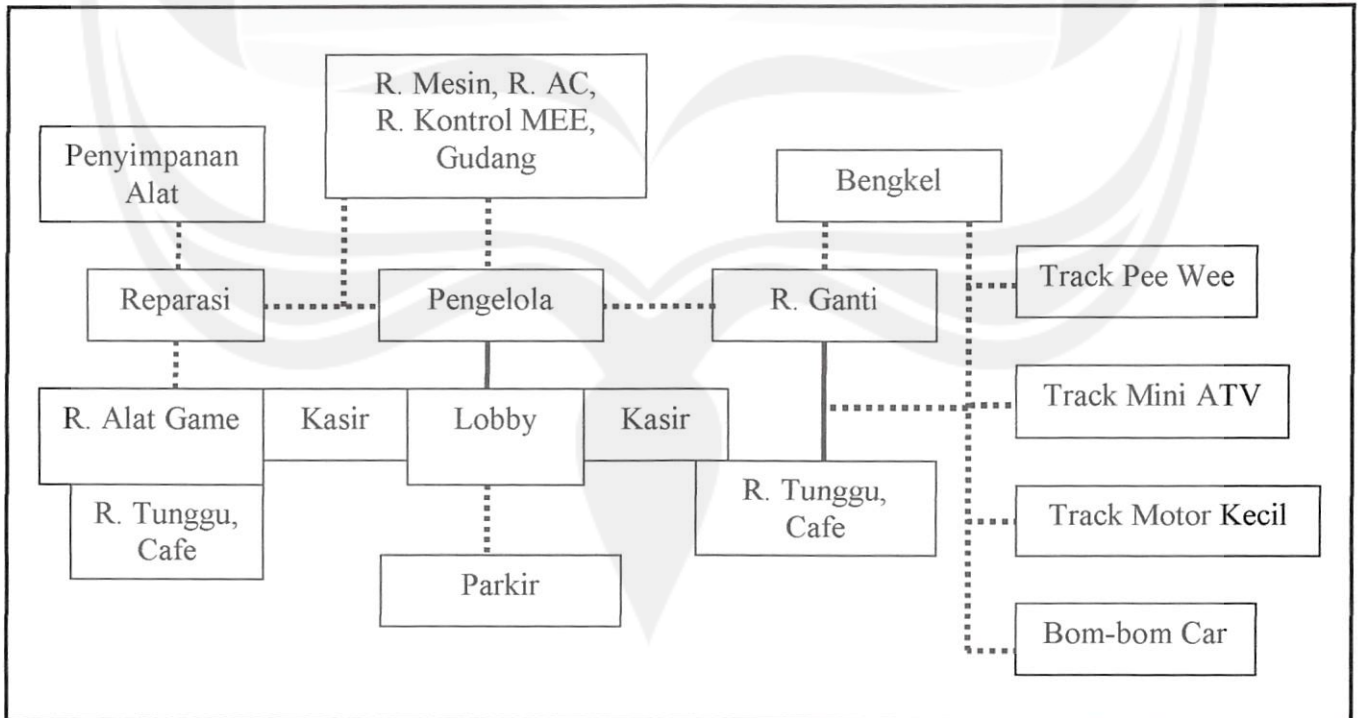 R. Mesin, R. AC,
R. Kontrol MEE,
Gudang
Penyimpanan
Alat
Bengkel
Reparasi
Pengelola
R. Ganti
Track Pee Wee
Track Mini ATV
R. Alat Game
Kasir
Lobby
Kasir
R. Tunggu,
Cafe
R. Tunggu,
Cafe
Track Motor Kecil
Parkir
Bom-bom Car